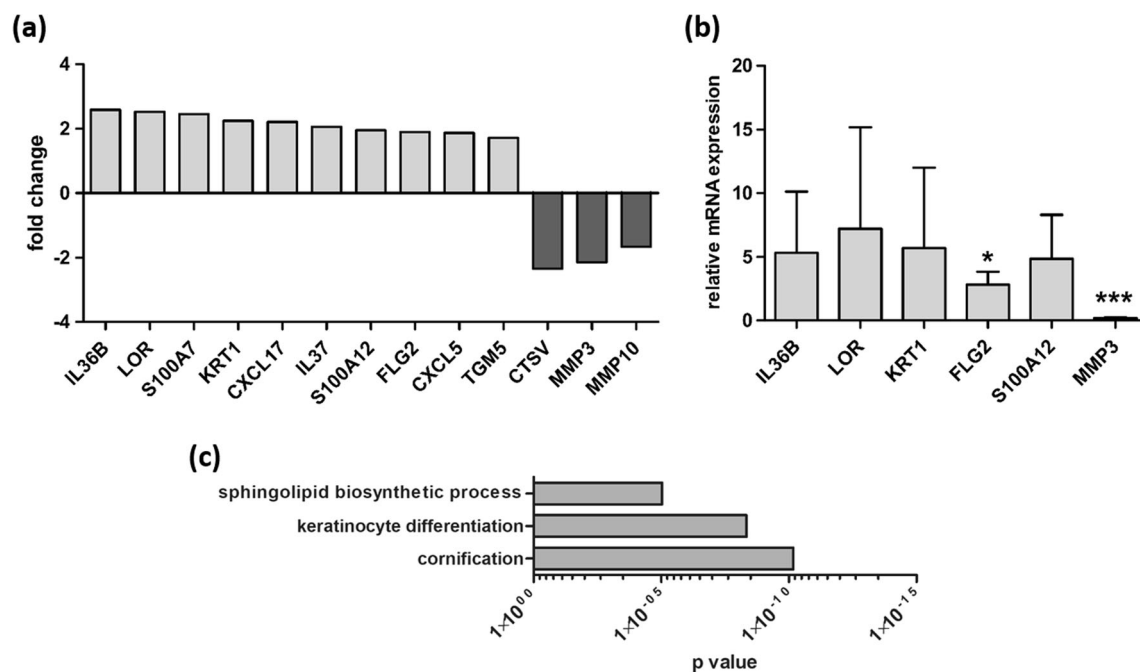 (a)
fold change
4
2
0
-2
-4
IL36B
LOR
S100A7
KRT1
CXCL17
IL37
S100A12
FLG2
CXCL5
TGM5
CTSV
MMP3
MMP10
(b)
relative mRNA expression
20
15
10
5
0
*
***
IL36B
LOR
KRT1
FLG2
S100A12
MMP3
(c)
sphingolipid biosynthetic process
keratinocyte differentiation
cornification
1×10⁰⁰
1×10⁻⁰⁵
1×10⁻¹⁰
1×10⁻¹⁵
p value